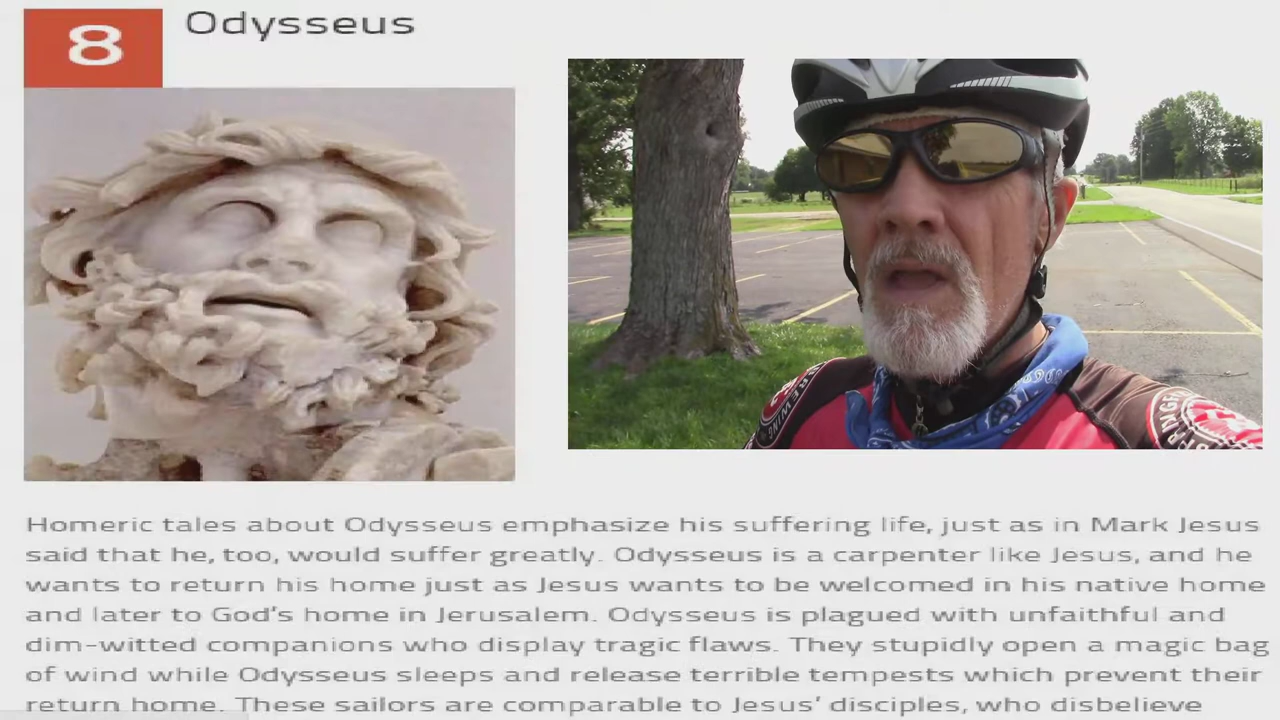 8
Odysseus
Homeric tales about Odysseus emphasize his suffering life, just as in Mark Jesus
said that he, too, would suffer greatly. Odysseus is a carpenter like Jesus, and he
wants to return his home just as Jesus wants to be welcomed in his native home
and later to God's home in Jerusalem. Odysseus is plagued with unfaithful and
dim-witted companions who display tragic flaws. They stupidly open a magic bag
of wind while Odysseus sleeps and release terrible tempests which prevent their
return home. These sailors are comparable to Jesus' disciples, who disbelieve